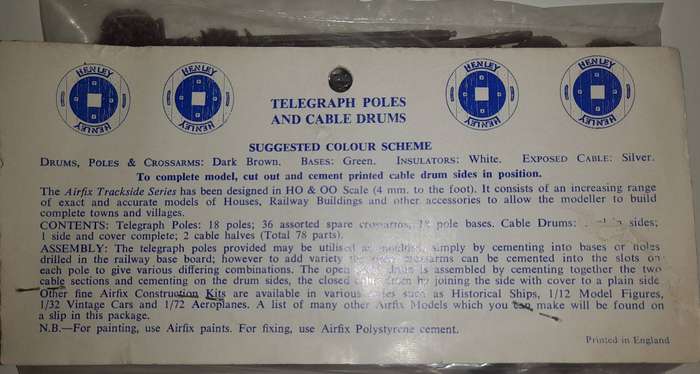 HENLEY HENLEY HENLEY HENLEY
HENLEY HENLEY HENLEY HENLEY
TELEGRAPH POLES
AND CABLE DRUMS
SUGGESTED COLOUR SCHEME
DRUMS, POLES & CROSSARMS: Dark Brown. BASES: Green. INSULATORS: White. EXPOSED CABLE: Silver.
To complete model, cut out and cement printed cable drum sides in position.
The Airfix Trackside Series has been designed in HO & OO Scale (4 mm. to the foot). It consists of an increasing range
of exact and accurate models of Houses, Railway Buildings and other accessories to allow the modeller to build
complete towns and villages.
CONTENTS: Telegraph Poles: 18 poles; 36 assorted spare crossarms; 18 pole bases. Cable Drums: sides;
1 side and cover complete; 2 cable halves (Total 78 parts).
ASSEMBLY: The telegraph poles provided may be utilised as moulded, simply by cementing into bases or holes
drilled in the railway base board; however to add variety the crossarms can be cemented into the slots on
each pole to give various differing combinations. The open drum is assembled by cementing together the two
cable sections and cementing on the drum sides, the closed drum by joining the side with cover to a plain side
Other fine Airfix Construction Kits are available in various such as Historical Ships, 1/12 Model Figures,
1/32 Vintage Cars and 1/72 Aeroplanes. A list of many other Airfix Models which you can make will be found on
a slip in this package.
N.B.—For painting, use Airfix paints. For fixing, use Airfix Polystyrene cement.
Printed in England